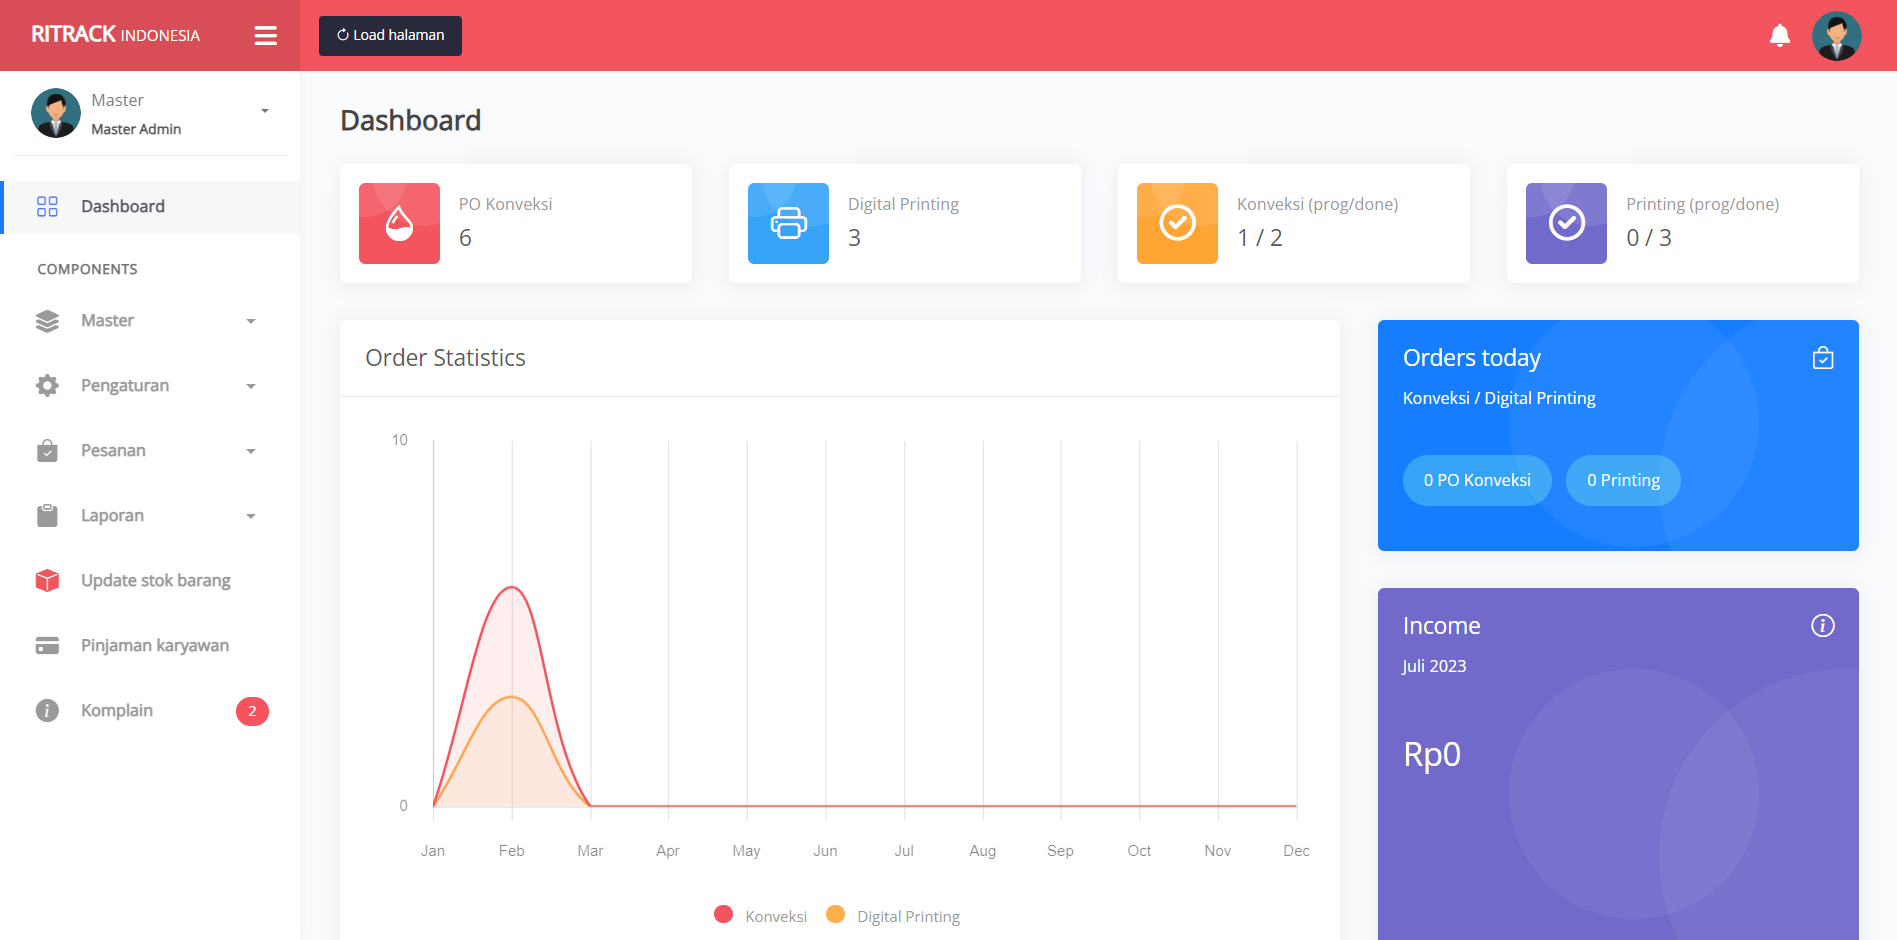 RITRACK INDONESIA
Load halaman
Master
Master Admin
Dashboard
COMPONENTS
Master
Pengaturan
Pesanan
Laporan
Update stok barang
Pinjaman karyawan
Komplain 2
Dashboard
PO Konveksi
6
Digital Printing
3
Konveksi (prog/done)
1 / 2
Printing (prog/done)
0 / 3
Order Statistics
10
0
Jan Feb Mar Apr May Jun Jul Aug Sep Oct Nov Dec
Konveksi Digital Printing
Orders today
Konveksi / Digital Printing
0 PO Konveksi 0 Printing
Income
Juli 2023
Rp0